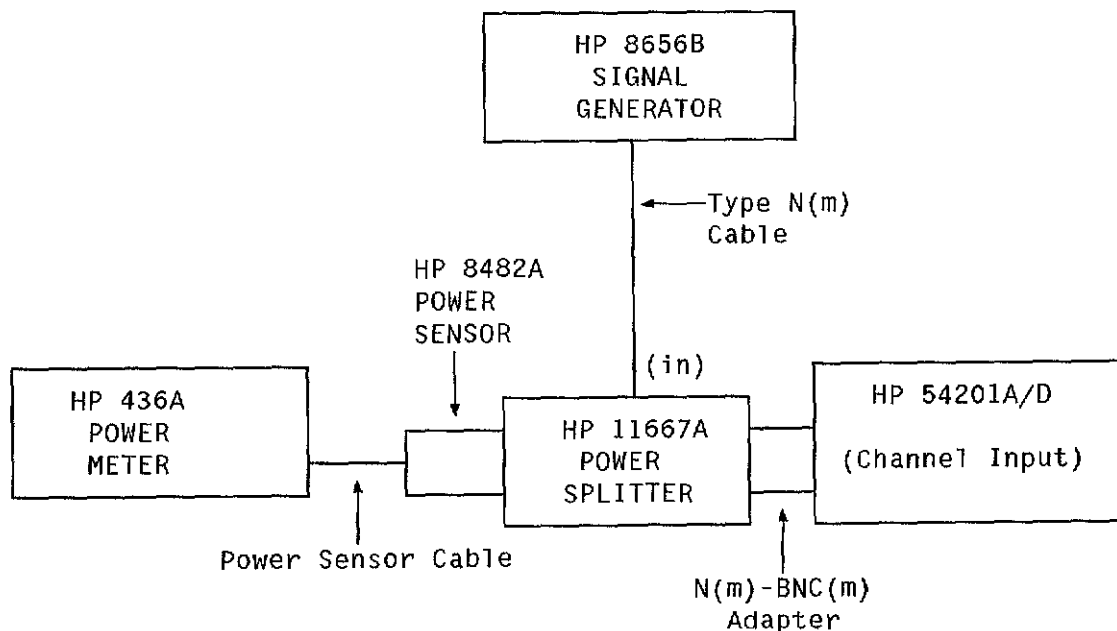 HP 8656B
SIGNAL
GENERATOR
Type N(m)
Cable
HP 8482A
POWER
SENSOR
(in)
HP 436A
POWER
METER
HP 11667A
POWER
SPLITTER
HP 54201A/D
(Channel Input)
Power Sensor Cable
N(m)-BNC(m)
Adapter